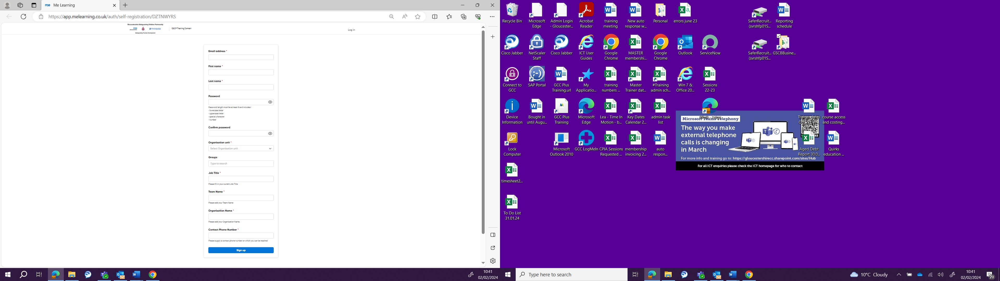 Me Learning
https://app.melearning.co.uk/auth/self-registration/DZTNWYRS
Gloucestershire Safeguarding Children Partnership
GSCP Training Domain
Safeguarding Practice Development
Log in
Email address *
First name *
Last name *
Password
Password length must be at least 8 and includes:
- lowercase letter
- uppercase letter
- special character
- number
Confirm password
Organisation unit *
Select Organisation unit
Groups
Type to search
Job Title *
Please fill in your current Job Title
Team Name *
Please add your Team Name
Organisation Name *
Please add your Organisation Name.
Contact Phone Number *
Please supply a contact phone number on which you can be reached
Sign up
10:41
02/02/2024
Recycle Bin
Microsoft
Edge
Admin Login
- Gloucester...
Acrobat
Reader
training
meeting
New auto
response w...
Personal
errors june 23
SaferRecruit...
(svrshfp01S...
Reporting
schedule
Cisco Jabber
NetScaler
Staff
Cisco Jabber
ICT User
Guides
Google
Chrome
MASTER
membershi...
Google
Chrome
Outlook
ServiceNow
SaferRecruit...
(svrshfp01S...
GSCBBusine...
Connect to
GCC
SAP Portal
GCC Plus
Training.url
My
Applicatio...
training
numbers ...
Master
Trainer dat...
#Training
admin sch...
Win 7 &
Office 20...
Sessions
22-23
Device
Information
Bought in
until Augu...
GCC Plus
Training
Microsoft
Edge
Lea - Time In
Motion - b...
Key Dates
Calendar 2...
admin task
list
Work - Edge
Trainer dates
course access
and costing...
Microsoft Teams Telephony
The way you make
external telephone
calls is changing
in March
For more info and training go to: https://gloucestershirecc.sharepoint.com/sites/Hub
For all ICT enquiries please check the ICT homepage for who to contact
Lock
Computer
Microsoft
Outlook 2010
GCC LogMeIn
CPIA Sessions
Requested ...
membership
invoicing 2...
auto
respon...
Aged Debt
Report 30.0...
Quirks
education ...
timesheet2...
To Do List
31.01.24
Type here to search
10°C Cloudy
10:41
02/02/2024
20